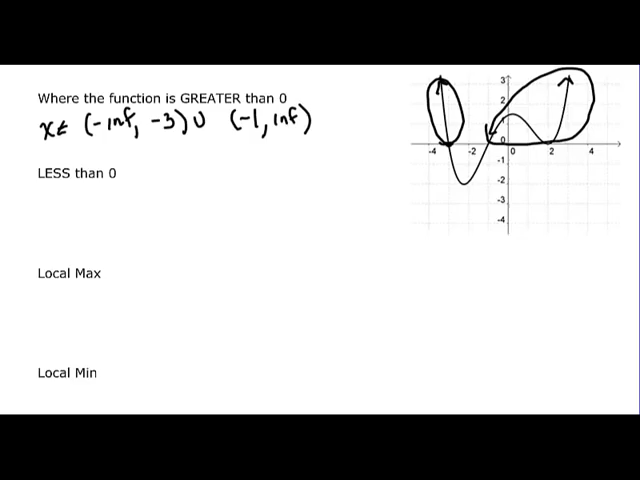 Where the function is GREATER than 0
x∈ (-inf, -3) ∪ (-1, inf)
LESS than 0
Local Max
Local Min
3
2
0
-4 -2 0 2 4
-1
-2
-3
-4